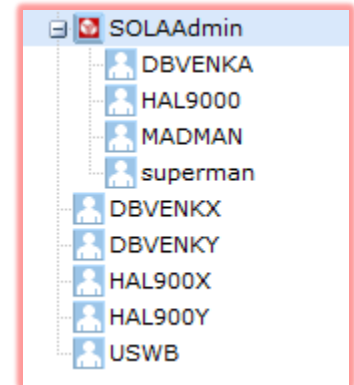 SOLAAdmin
DBVENKA
HAL9000
MADMAN
superman
DBVENKX
DBVENKY
HAL900X
HAL900Y
USWB